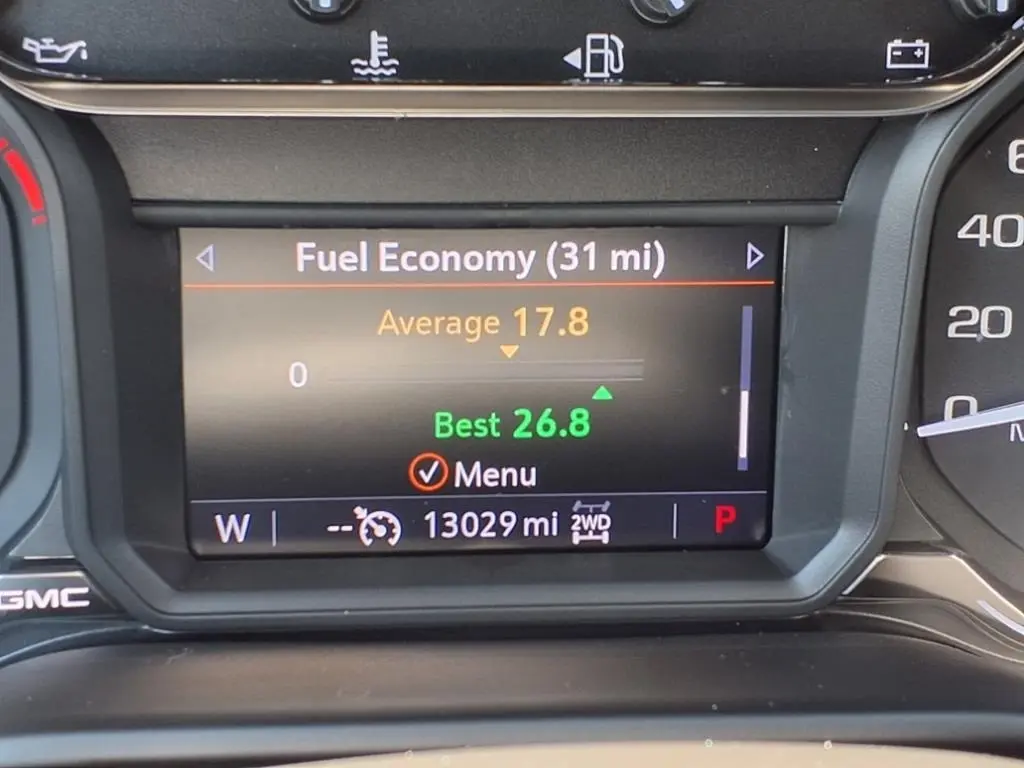 Fuel Economy (31 mi)
Average 17.8
0
Best 26.8
Menu
W -- 13029 mi 2WD P
40
20
0
GMC